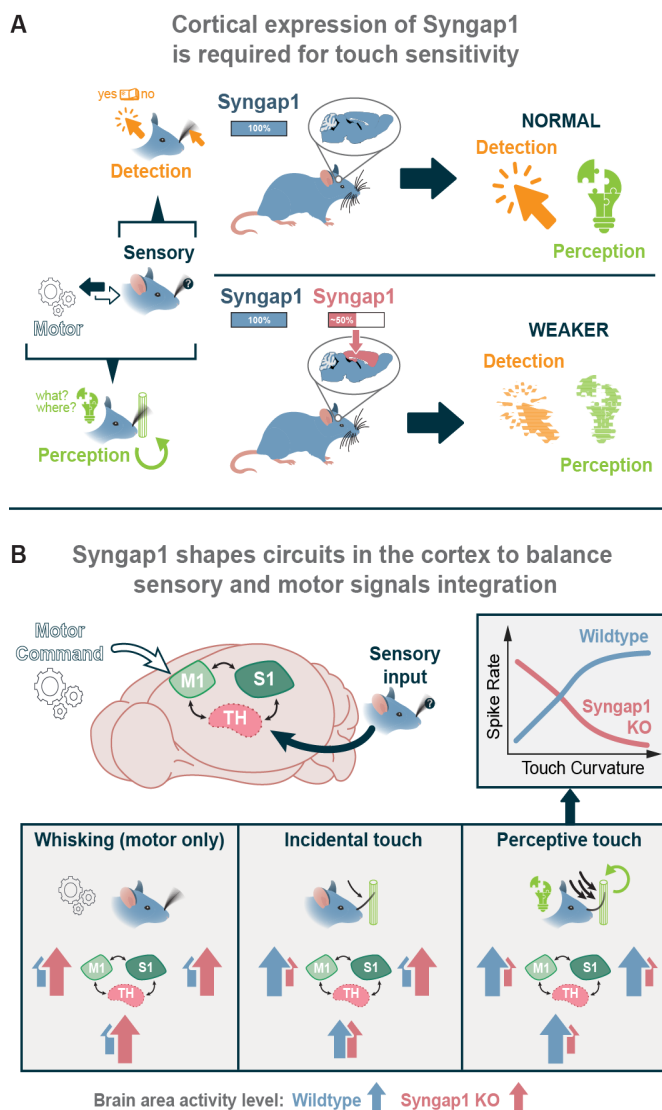 A
Cortical expression of Syngap1
is required for touch sensitivity
yes no
Detection
Sensory
?
Motor
what?
where?
Perception
Syngap1
100%
NORMAL
Detection
Perception
Syngap1 Syngap1
100% ~50%
WEAKER
Detection
Perception
B
Syngap1 shapes circuits in the cortex to balance
sensory and motor signals integration
Motor
Command
M1
S1
TH
Sensory
input
?
Spike Rate
Wildtype
Syngap1
KO
Touch Curvature
Whisking (motor only)
M1
S1
TH
Incidental touch
M1
S1
TH
Perceptive touch
M1
S1
TH
Brain area activity level: Wildtype Syngap1 KO